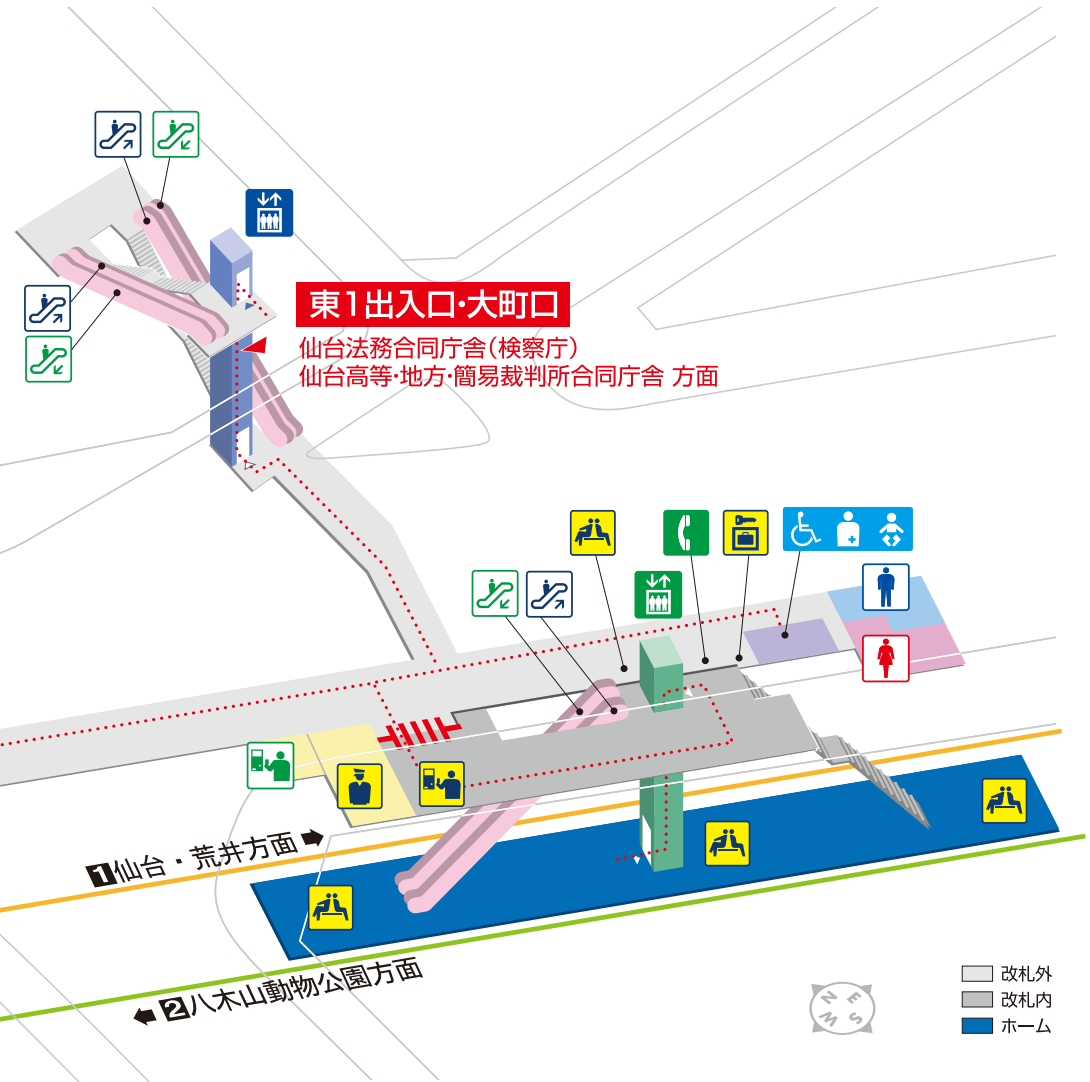 東1出入口・大町口
仙台法務合同庁舎（検察庁）
仙台高等・地方・簡易裁判所合同庁舎 方面
1仙台・荒井方面
2八木山動物公園方面
N
E
W
S
改札外
改札内
ホーム